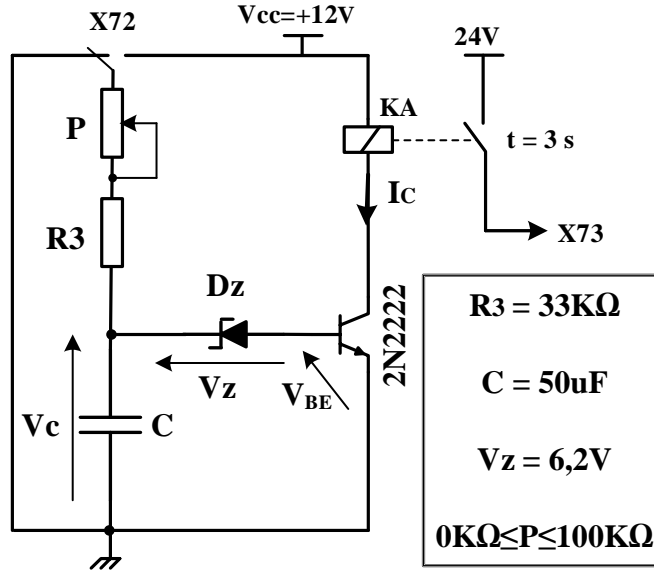 X72
Vcc=+12V
24V
KA
P
t = 3 s
IC
X73
R3
Dz
2N2222
R3 = 33KΩ
Vz
VBE
C = 50uF
Vc
C
Vz = 6,2V
0KΩ≤P≤100KΩ